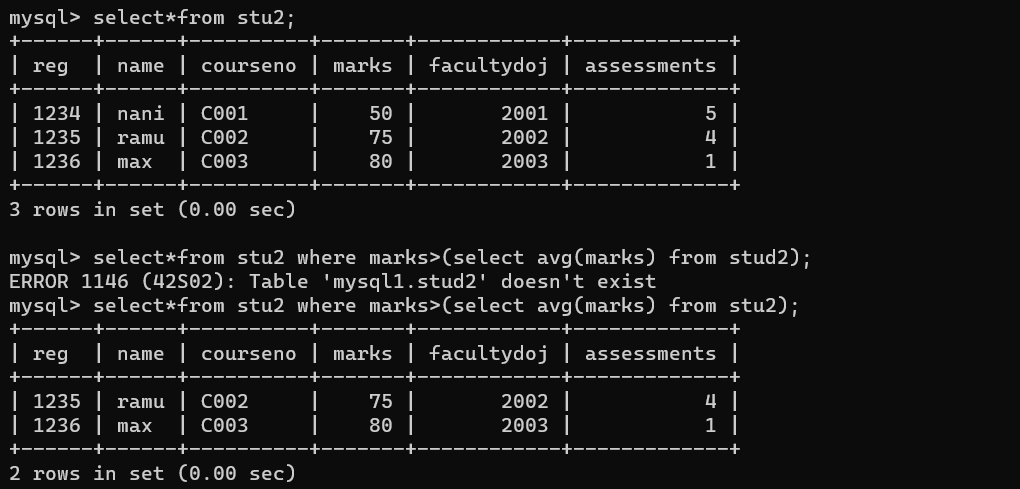 mysql> select*from stu2;
+------+------+----------+-------+------------+-------------+
| reg  | name | courseno | marks | facultydoj | assessments |
+------+------+----------+-------+------------+-------------+
| 1234 | nani | C001     |    50 |       2001 |           5 |
| 1235 | ramu | C002     |    75 |       2002 |           4 |
| 1236 | max  | C003     |    80 |       2003 |           1 |
+------+------+----------+-------+------------+-------------+
3 rows in set (0.00 sec)

mysql> select*from stu2 where marks>(select avg(marks) from stud2);
ERROR 1146 (42S02): Table 'mysql1.stud2' doesn't exist
mysql> select*from stu2 where marks>(select avg(marks) from stu2);
+------+------+----------+-------+------------+-------------+
| reg  | name | courseno | marks | facultydoj | assessments |
+------+------+----------+-------+------------+-------------+
| 1235 | ramu | C002     |    75 |       2002 |           4 |
| 1236 | max  | C003     |    80 |       2003 |           1 |
+------+------+----------+-------+------------+-------------+
2 rows in set (0.00 sec)